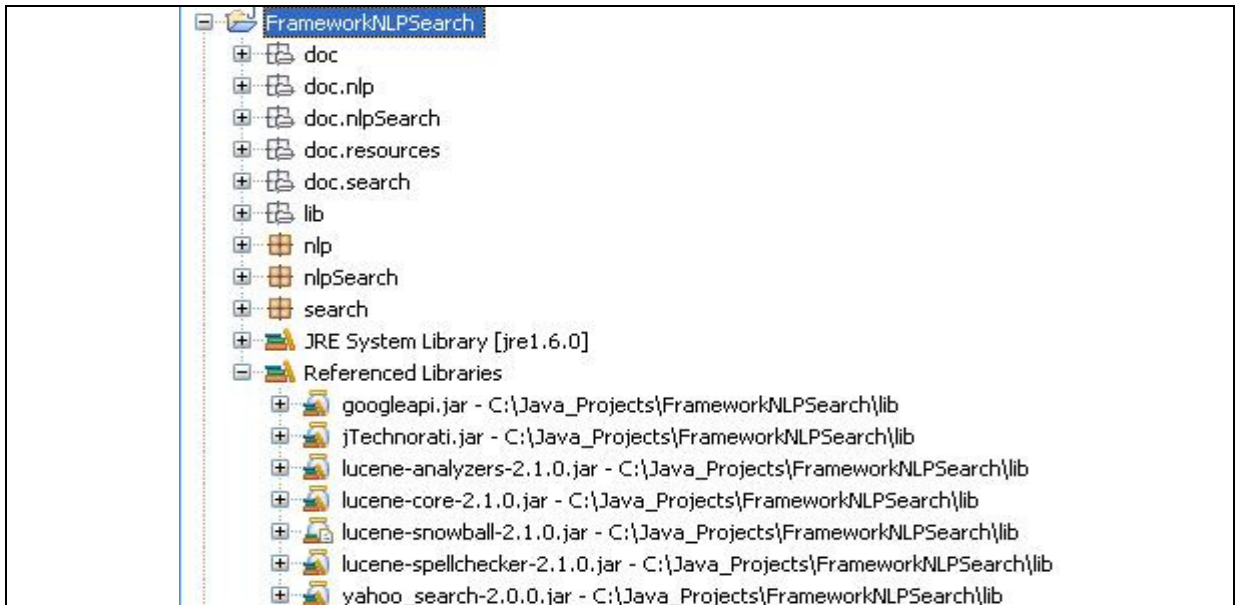 FrameworkNLPSearch
doc
doc.nlp
doc.nlpSearch
doc.resources
doc.search
lib
nlp
nlpSearch
search
JRE System Library [jre1.6.0]
Referenced Libraries
googleapi.jar - C:\Java_Projects\FrameworkNLPSearch\lib
jTechnorati.jar - C:\Java_Projects\FrameworkNLPSearch\lib
lucene-analyzers-2.1.0.jar - C:\Java_Projects\FrameworkNLPSearch\lib
lucene-core-2.1.0.jar - C:\Java_Projects\FrameworkNLPSearch\lib
lucene-snowball-2.1.0.jar - C:\Java_Projects\FrameworkNLPSearch\lib
lucene-spellchecker-2.1.0.jar - C:\Java_Projects\FrameworkNLPSearch\lib
yahoo_search-2.0.0.jar - C:\Java_Projects\FrameworkNLPSearch\lib